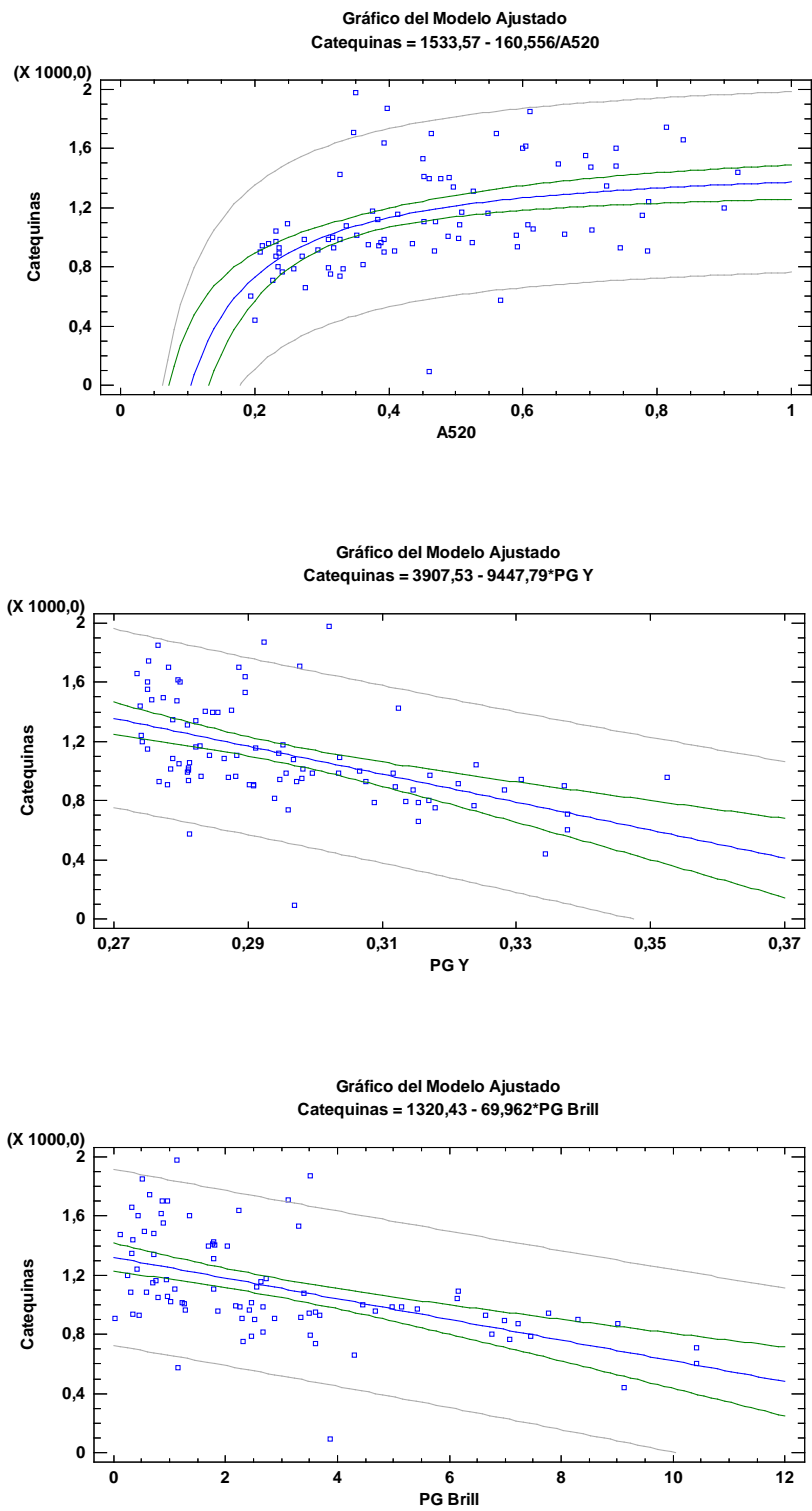 Gráfico del Modelo Ajustado
Catequinas = 1533,57 - 160,556/A520
(X 1000,0)
2
1,6
1,2
0,8
0,4
0
Catequinas
0 0,2 0,4 0,6 0,8 1
A520
Gráfico del Modelo Ajustado
Catequinas = 3907,53 - 9447,79*PG Y
(X 1000,0)
2
1,6
1,2
0,8
0,4
0
Catequinas
0,27 0,29 0,31 0,33 0,35 0,37
PG Y
Gráfico del Modelo Ajustado
Catequinas = 1320,43 - 69,962*PG Brill
(X 1000,0)
2
1,6
1,2
0,8
0,4
0
Catequinas
0 2 4 6 8 10 12
PG Brill